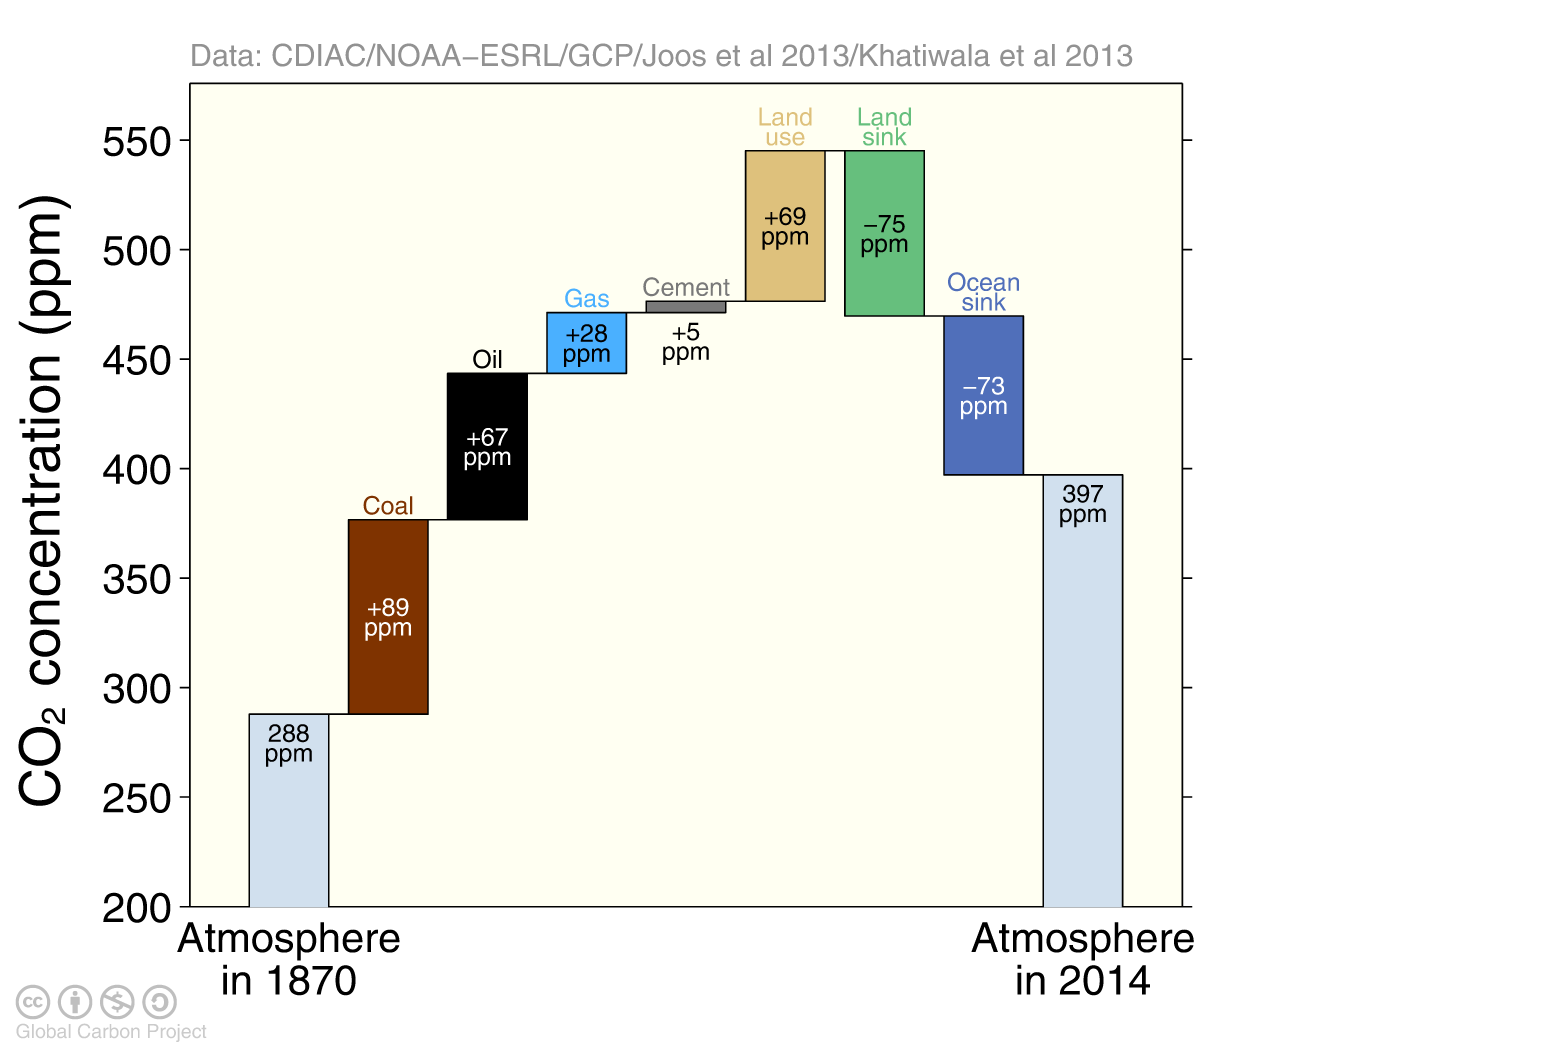 Data: CDIAC/NOAA−ESRL/GCP/Joos et al 2013/Khatiwala et al 2013
CO₂ concentration (ppm)
550
500
450
400
350
300
250
200
Land
use
Land
sink
+69
ppm
−75
ppm
Ocean
sink
Cement
Gas
+28
ppm
+5
ppm
Oil
−73
ppm
+67
ppm
397
ppm
Coal
+89
ppm
288
ppm
Atmosphere
in 1870
Atmosphere
in 2014
cc
Global Carbon Project